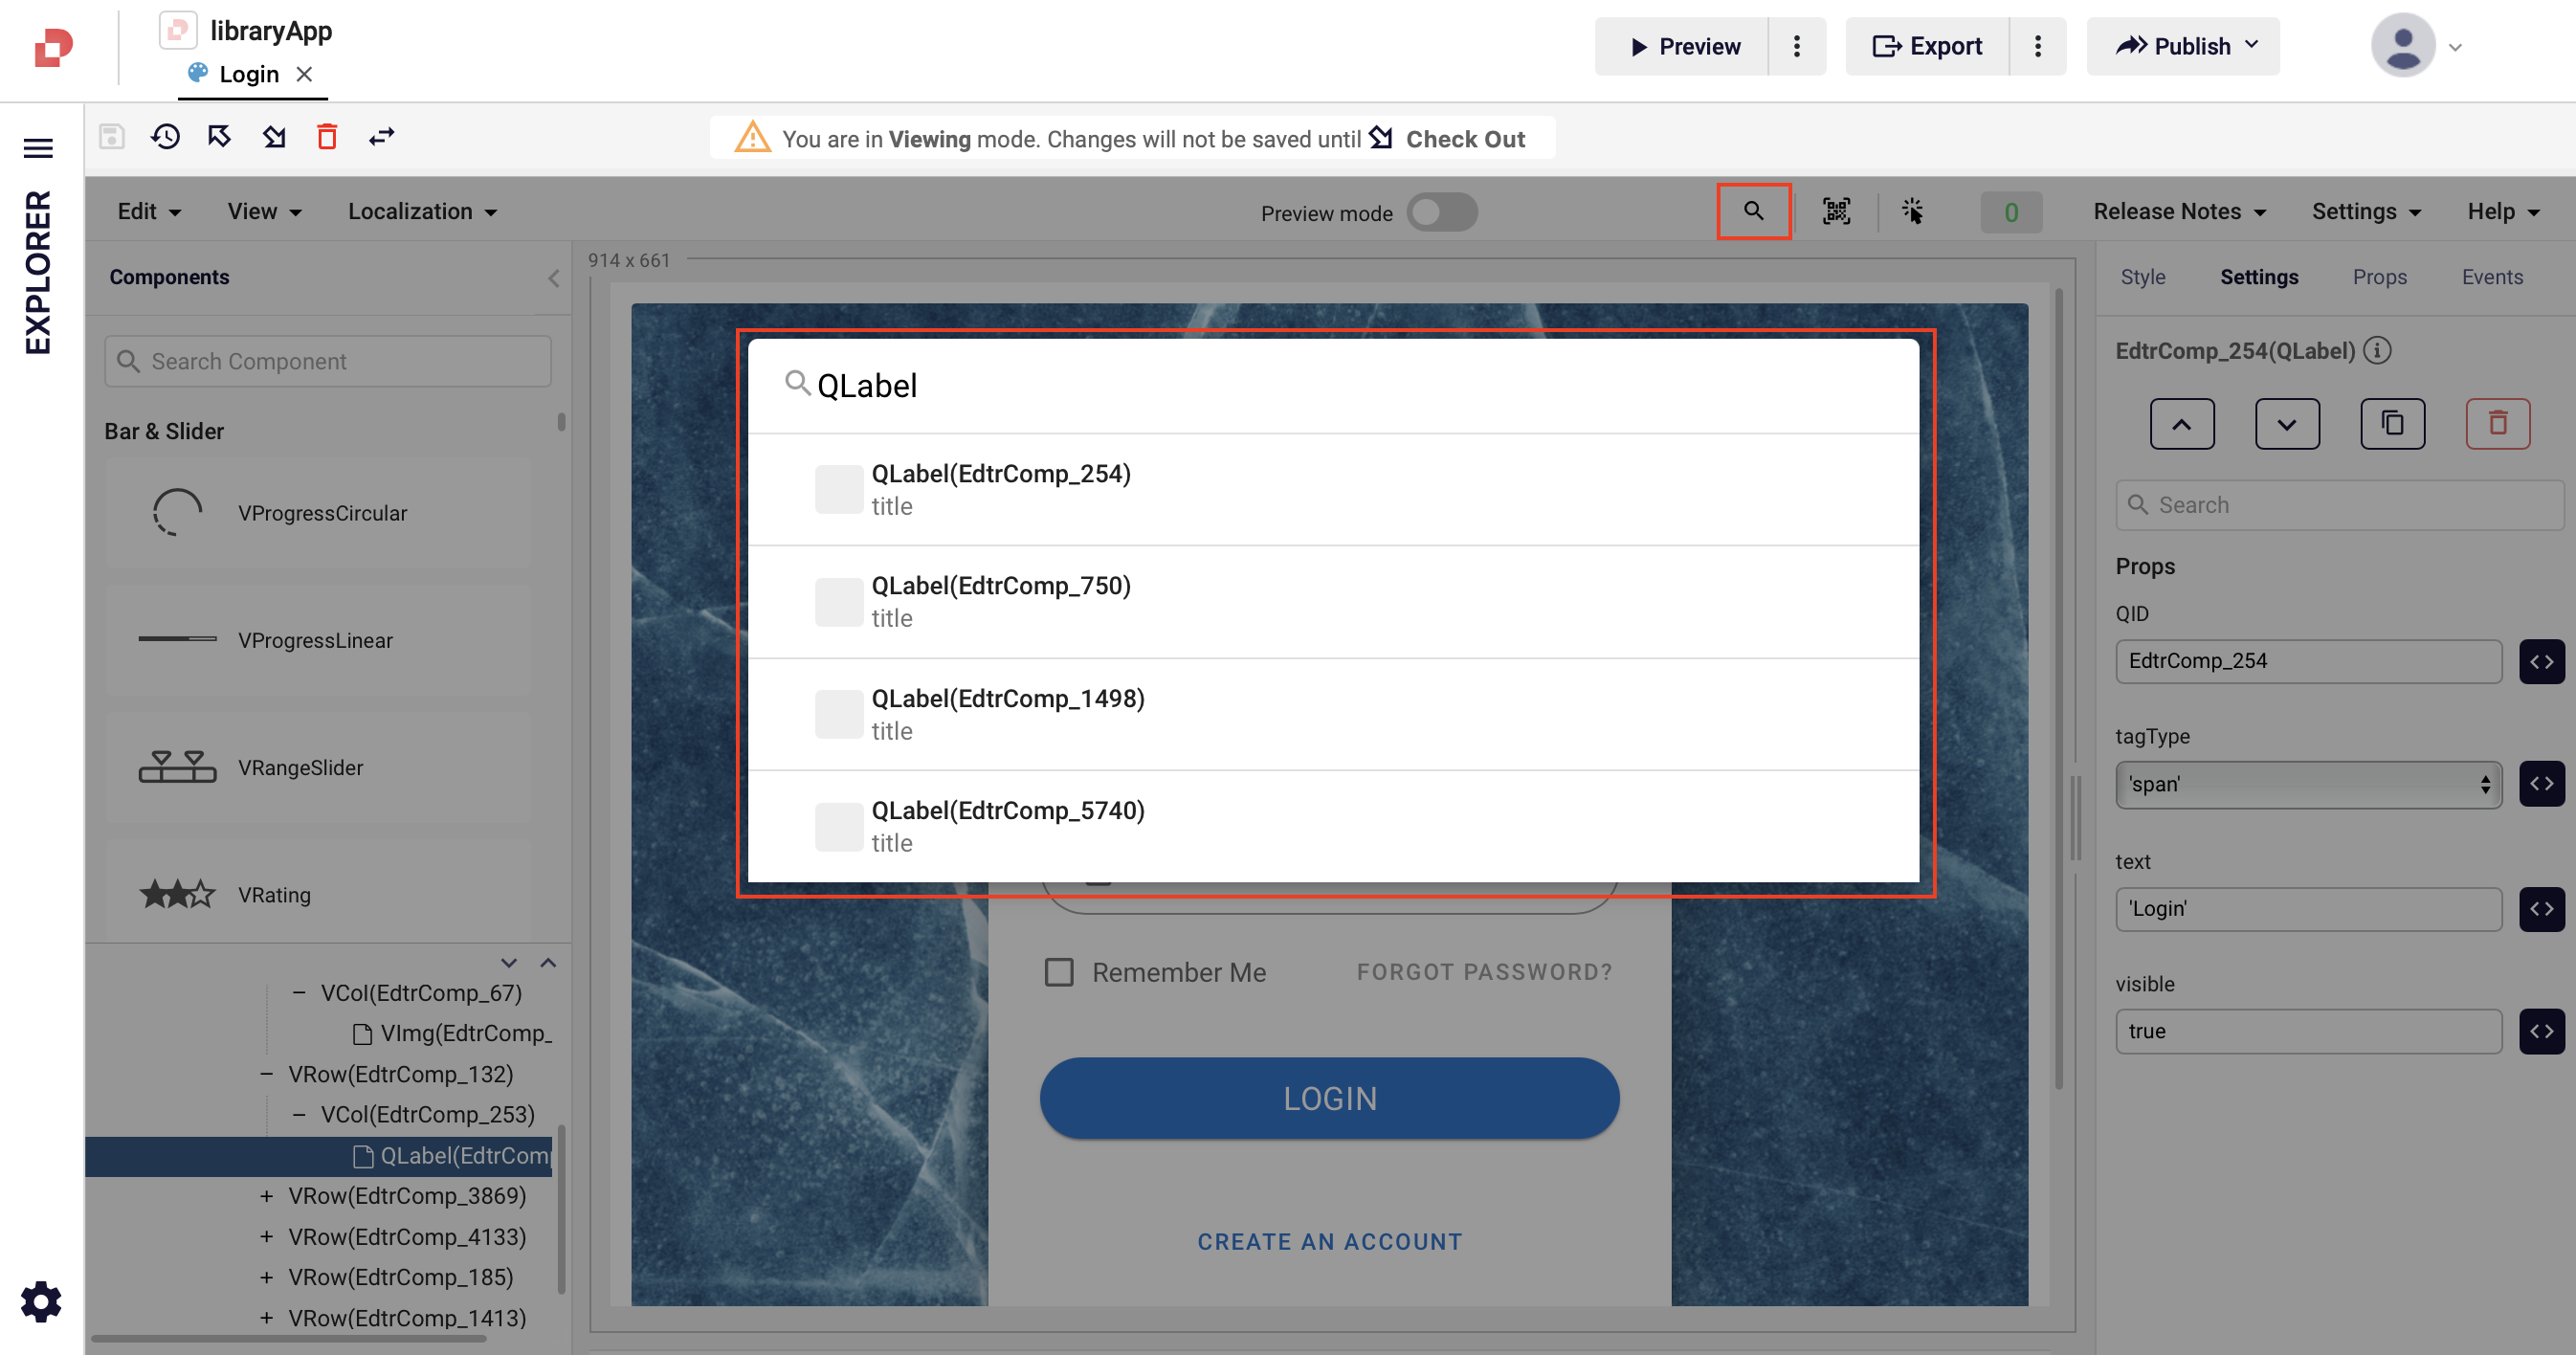 libraryApp
Login
Preview
Export
Publish
EXPLORER
You are in Viewing mode. Changes will not be saved until Check Out
Edit
View
Localization
Preview mode
0
Release Notes
Settings
Help
Components
Search Component
Bar & Slider
VProgressCircular
VProgressLinear
VRangeSlider
VRating
VCol(EdtrComp_67)
VImg(EdtrComp_
VRow(EdtrComp_132)
VCol(EdtrComp_253)
QLabel(EdtrComp
VRow(EdtrComp_3869)
VRow(EdtrComp_4133)
VRow(EdtrComp_185)
VRow(EdtrComp_1413)
914 x 661
QLabel
QLabel(EdtrComp_254)
title
QLabel(EdtrComp_750)
title
QLabel(EdtrComp_1498)
title
QLabel(EdtrComp_5740)
title
Remember Me
FORGOT PASSWORD?
LOGIN
CREATE AN ACCOUNT
Style
Settings
Props
Events
EdtrComp_254(QLabel)
Search
Props
QID
EdtrComp_254
tagType
'span'
text
'Login'
visible
true